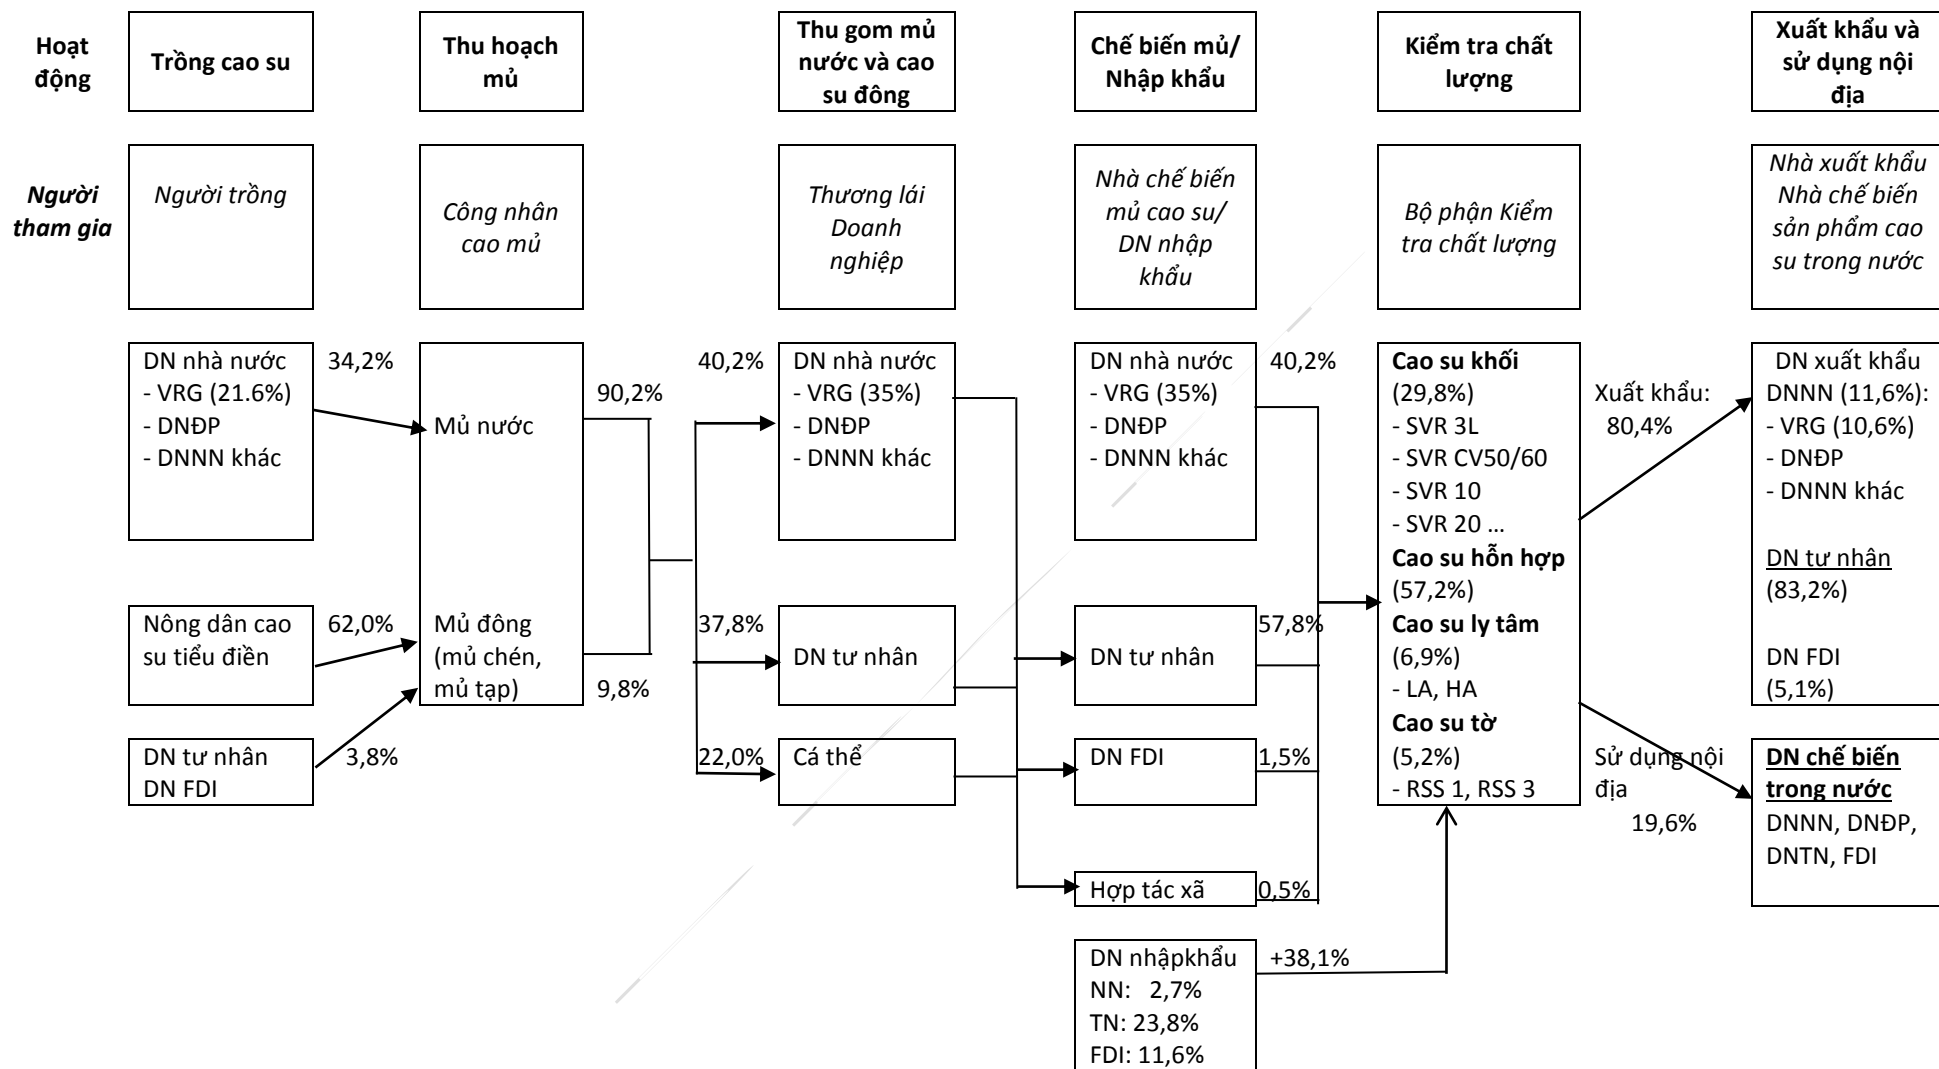 Hoạt
động
Trồng cao su
Thu hoạch
mủ
Thu gom mủ
nước và cao
su đông
Chế biến mủ/
Nhập khẩu
Kiểm tra chất
lượng
Xuất khẩu và
sử dụng nội
địa
Người
tham gia
Người trồng
Công nhân
cao mủ
Thương lái
Doanh
nghiệp
Nhà chế biến
mủ cao su/
DN nhập
khẩu
Bộ phận Kiểm
tra chất lượng
Nhà xuất khẩu
Nhà chế biến
sản phẩm cao
su trong nước
DN nhà nước
- VRG (21.6%)
- DNĐP
- DNNN khác
34,2%
Nông dân cao
su tiểu điền
62,0%
DN tư nhân
DN FDI
3,8%
Mủ nước
90,2%
Mủ đông
(mủ chén,
mủ tạp)
9,8%
40,2%
DN nhà nước
- VRG (35%)
- DNĐP
- DNNN khác
37,8%
DN tư nhân
22,0%
Cá thể
DN nhà nước
- VRG (35%)
- DNĐP
- DNNN khác
40,2%
DN tư nhân
57,8%
DN FDI
1,5%
Hợp tác xã
0,5%
DN nhậpkhẩu
NN: 2,7%
TN: 23,8%
FDI: 11,6%
+38,1%
Cao su khối
(29,8%)
- SVR 3L
- SVR CV50/60
- SVR 10
- SVR 20 ...
Cao su hỗn hợp
(57,2%)
Cao su ly tâm
(6,9%)
- LA, HA
Cao su tờ
(5,2%)
- RSS 1, RSS 3
Xuất khẩu:
80,4%
Sử dụng nội
địa
19,6%
DN xuất khẩu
DNNN (11,6%):
- VRG (10,6%)
- DNĐP
- DNNN khác
DN tư nhân
(83,2%)
DN FDI
(5,1%)
DN chế biến
trong nước
DNNN, DNĐP,
DNTN, FDI